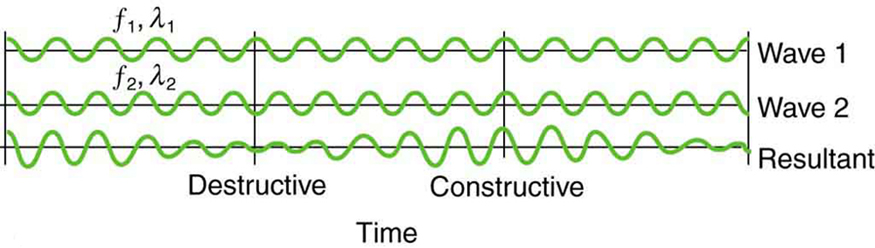 f₁, λ₁
Wave 1
f₂, λ₂
Wave 2
Resultant
Destructive
Constructive
Time